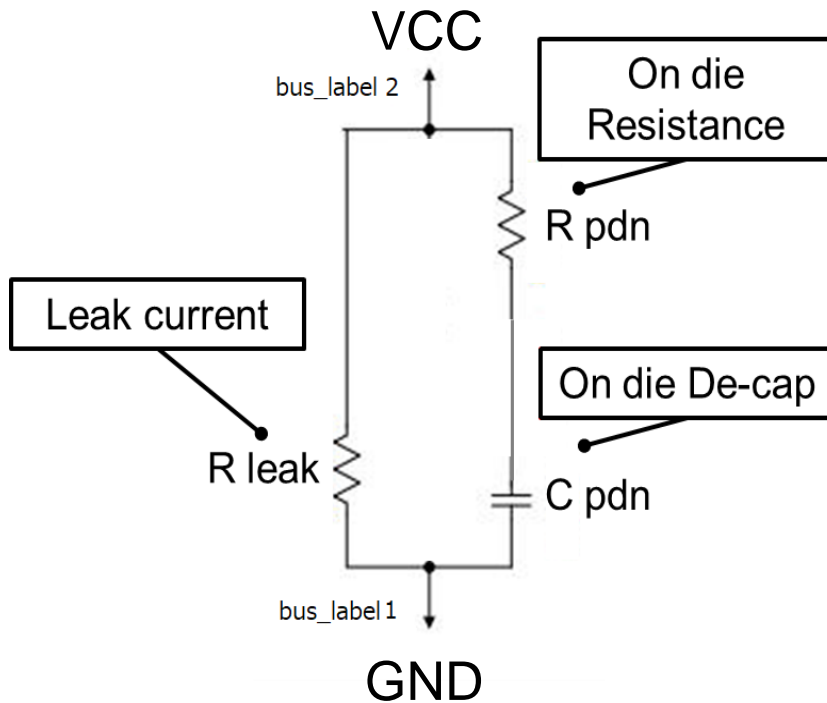 VCC
bus_label 2
On die
Resistance
R pdn
Leak current
On die De-cap
R leak
C pdn
bus_label 1
GND